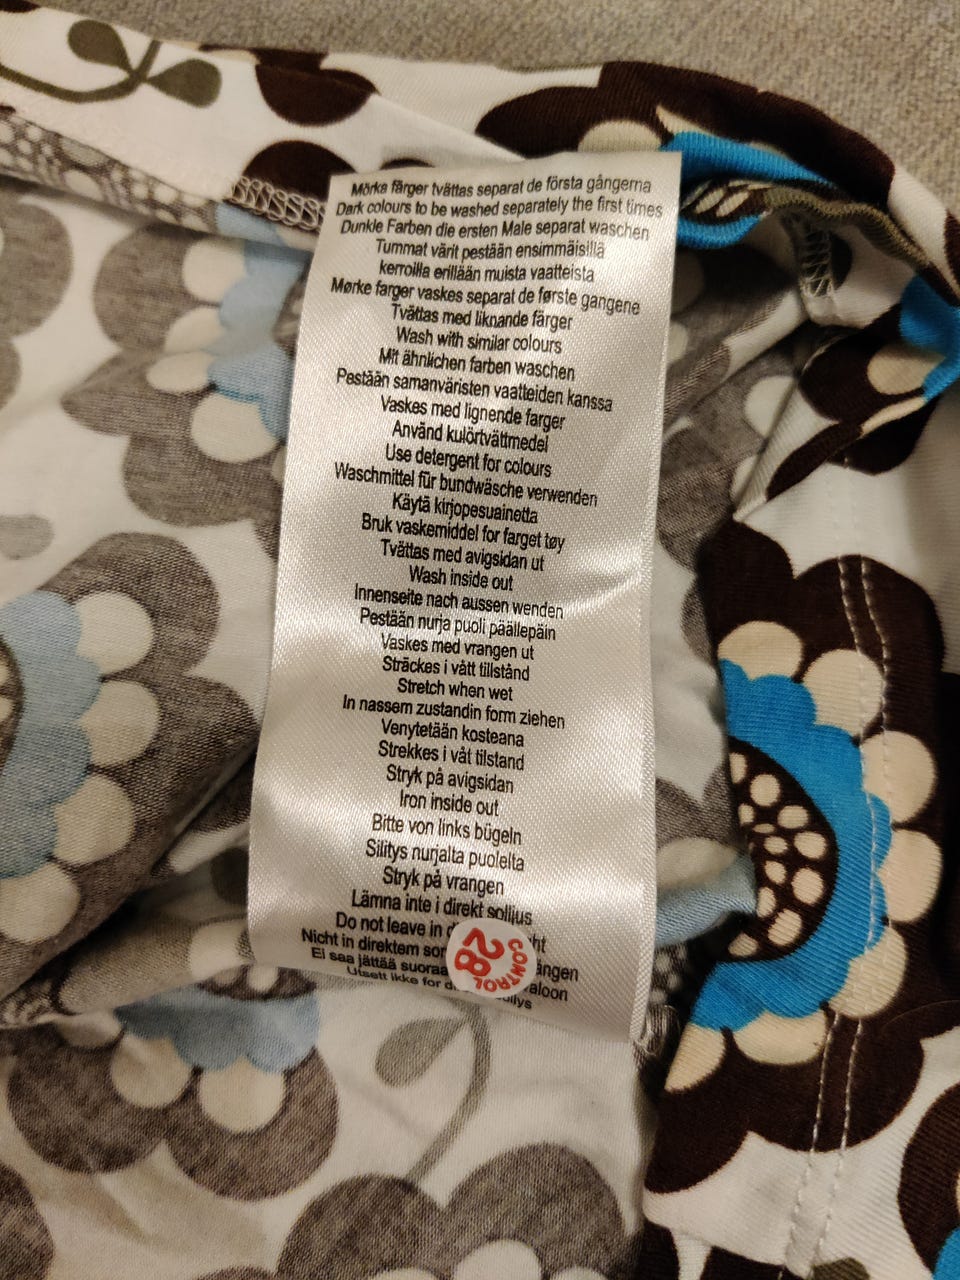 Mörka färger tvättas separat de första gångerna
Dark colours to be washed separately the first times
Dunkle Farben die ersten Male separat waschen
Tummat värit pestään ensimmäisillä
kerroilla erillään muista vaatteista
Mørke farger vaskes separat de første gangene
Tvättas med liknande färger
Wash with similar colours
Mit ähnlichen farben waschen
Pestään samanväristen vaatteiden kanssa
Vaskes med lignende farger
Använd kulörtvättmedel
Use detergent for colours
Waschmittel für bundwäsche verwenden
Käytä kirjopesuainetta
Bruk vaskemiddel for farget tøy
Tvättas med avigsidan ut
Wash inside out
Innenseite nach aussen wenden
Pestään nurja puoli päällepäin
Vaskes med vrangen ut
Sträckes i vått tillstånd
Stretch when wet
In nassem zustandin form ziehen
Venytetään kosteana
Strekkes i våt tilstand
Stryk på avigsidan
Iron inside out
Bitte von links bügeln
Silitys nurjalta puolelta
Stryk på vrangen
Lämna inte i direkt solljus
Do not leave in
Nicht in direktem
Ei saa jättää
Utsett ikke for
CONTROL
28